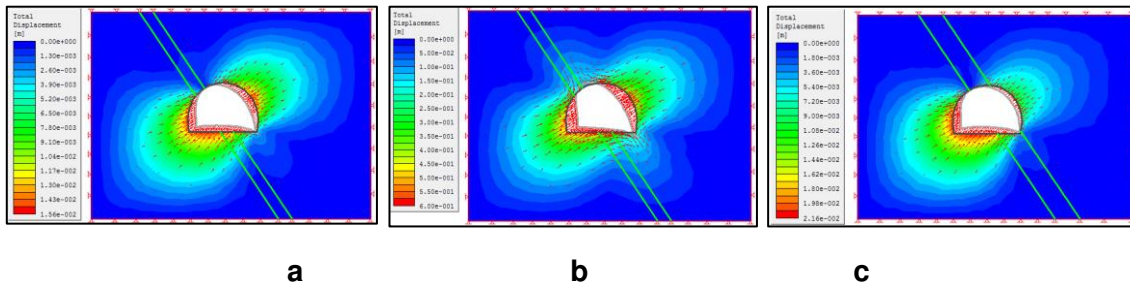 Total
Displacement
[m]
0.00e+000
1.30e-003
2.60e-003
3.90e-003
5.20e-003
6.50e-003
7.80e-003
9.10e-003
1.04e-002
1.17e-002
1.30e-002
1.43e-002
1.56e-002
Total
Displacement
[m]
0.00e+000
5.00e-002
1.00e-001
1.50e-001
2.00e-001
2.50e-001
3.00e-001
3.50e-001
4.00e-001
4.50e-001
5.00e-001
5.50e-001
6.00e-001
Total
Displacement
[m]
0.00e+000
1.80e-003
3.60e-003
5.40e-003
7.20e-003
9.00e-003
1.08e-002
1.26e-002
1.44e-002
1.62e-002
1.80e-002
1.98e-002
2.16e-002
a
b
c